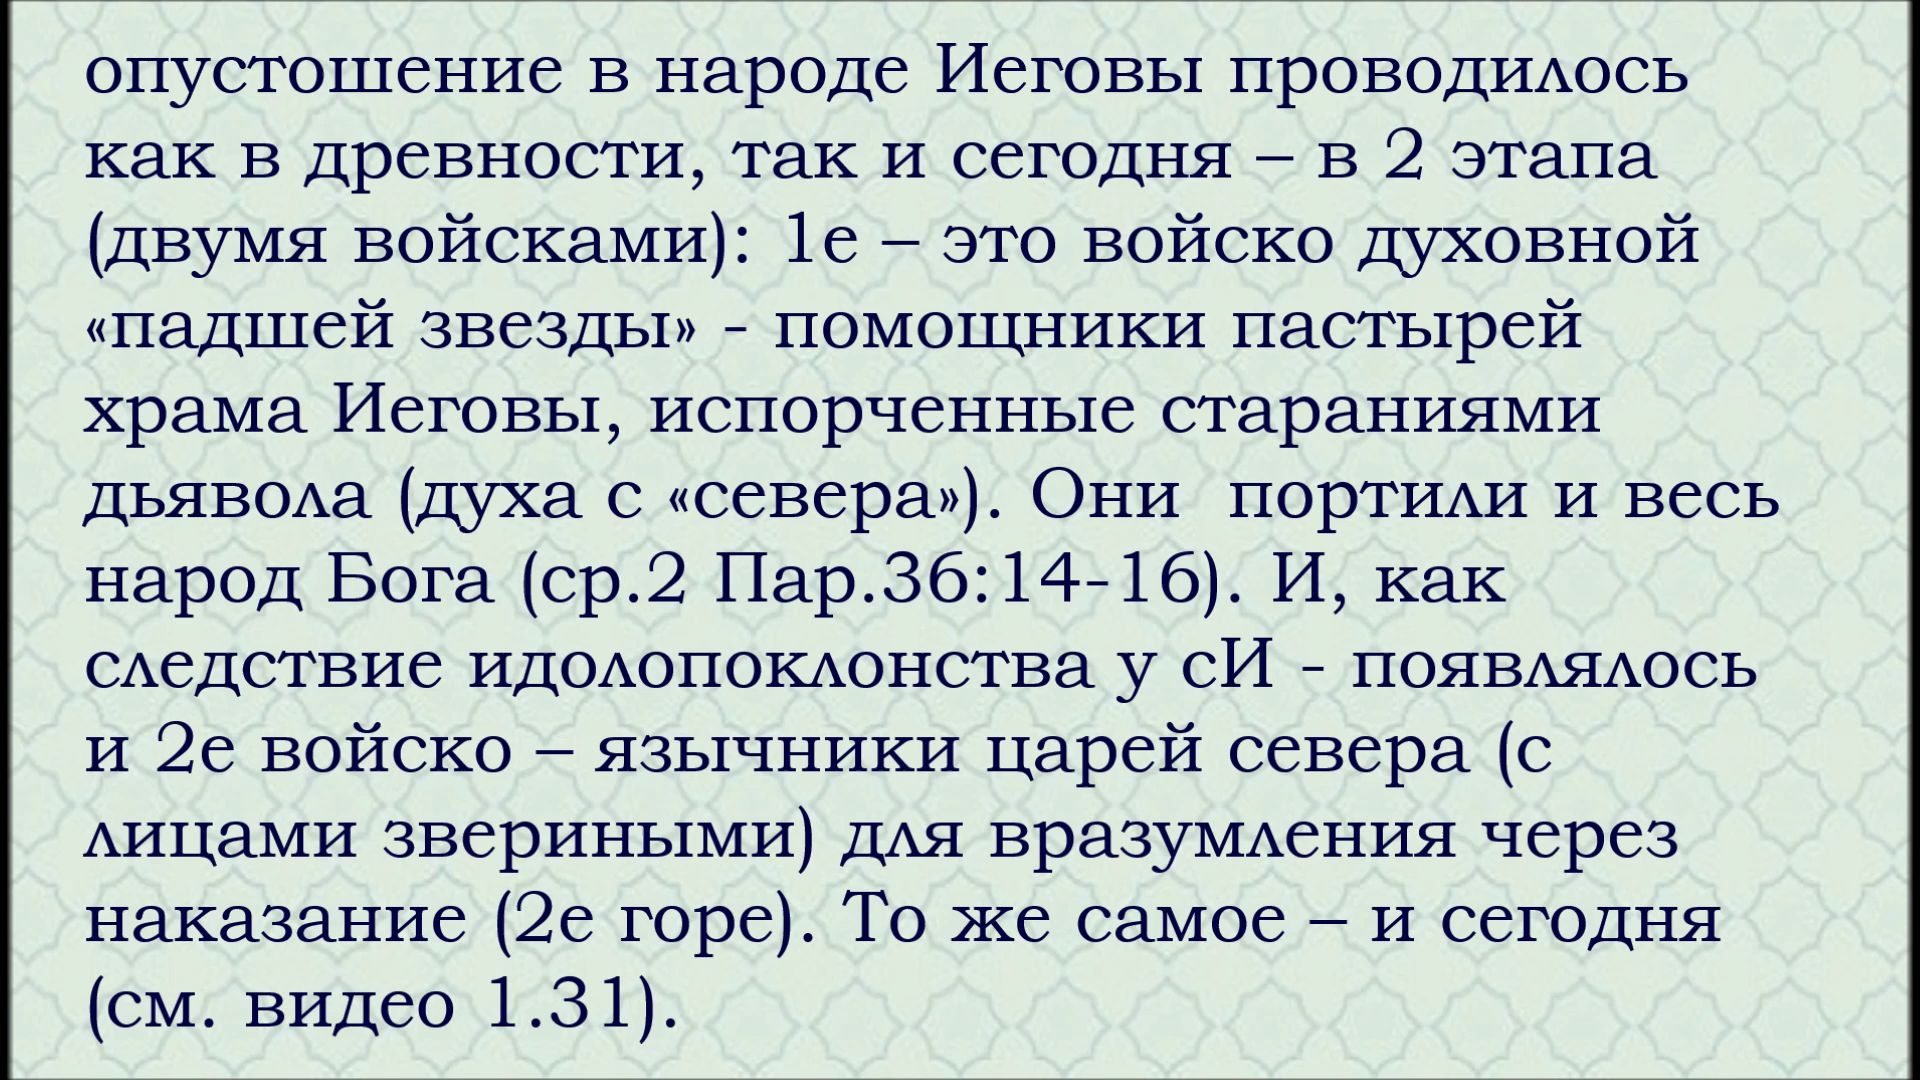 опустошение в народе Иеговы проводилось
как в древности, так и сегодня – в 2 этапа
(двумя войсками): 1е – это войско духовной
«падшей звезды» - помощники пастырей
храма Иеговы, испорченные стараниями
дьявола (духа с «севера»). Они  портили и весь
народ Бога (ср.2 Пар.36:14-16). И, как
следствие идолопоклонства у сИ - появлялось
и 2е войско – язычники царей севера (с
лицами звериными) для вразумления через
наказание (2е горе). То же самое – и сегодня
(см. видео 1.31).